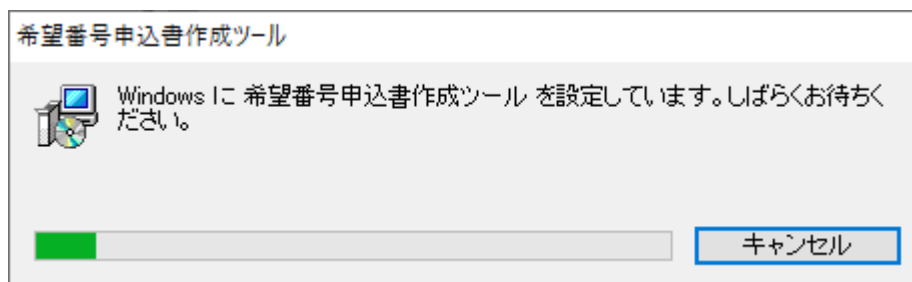 希望番号申込書作成ツール
Windows に 希望番号申込書作成ツール を設定しています。しばらくお待ちく
ださい。
キャンセル